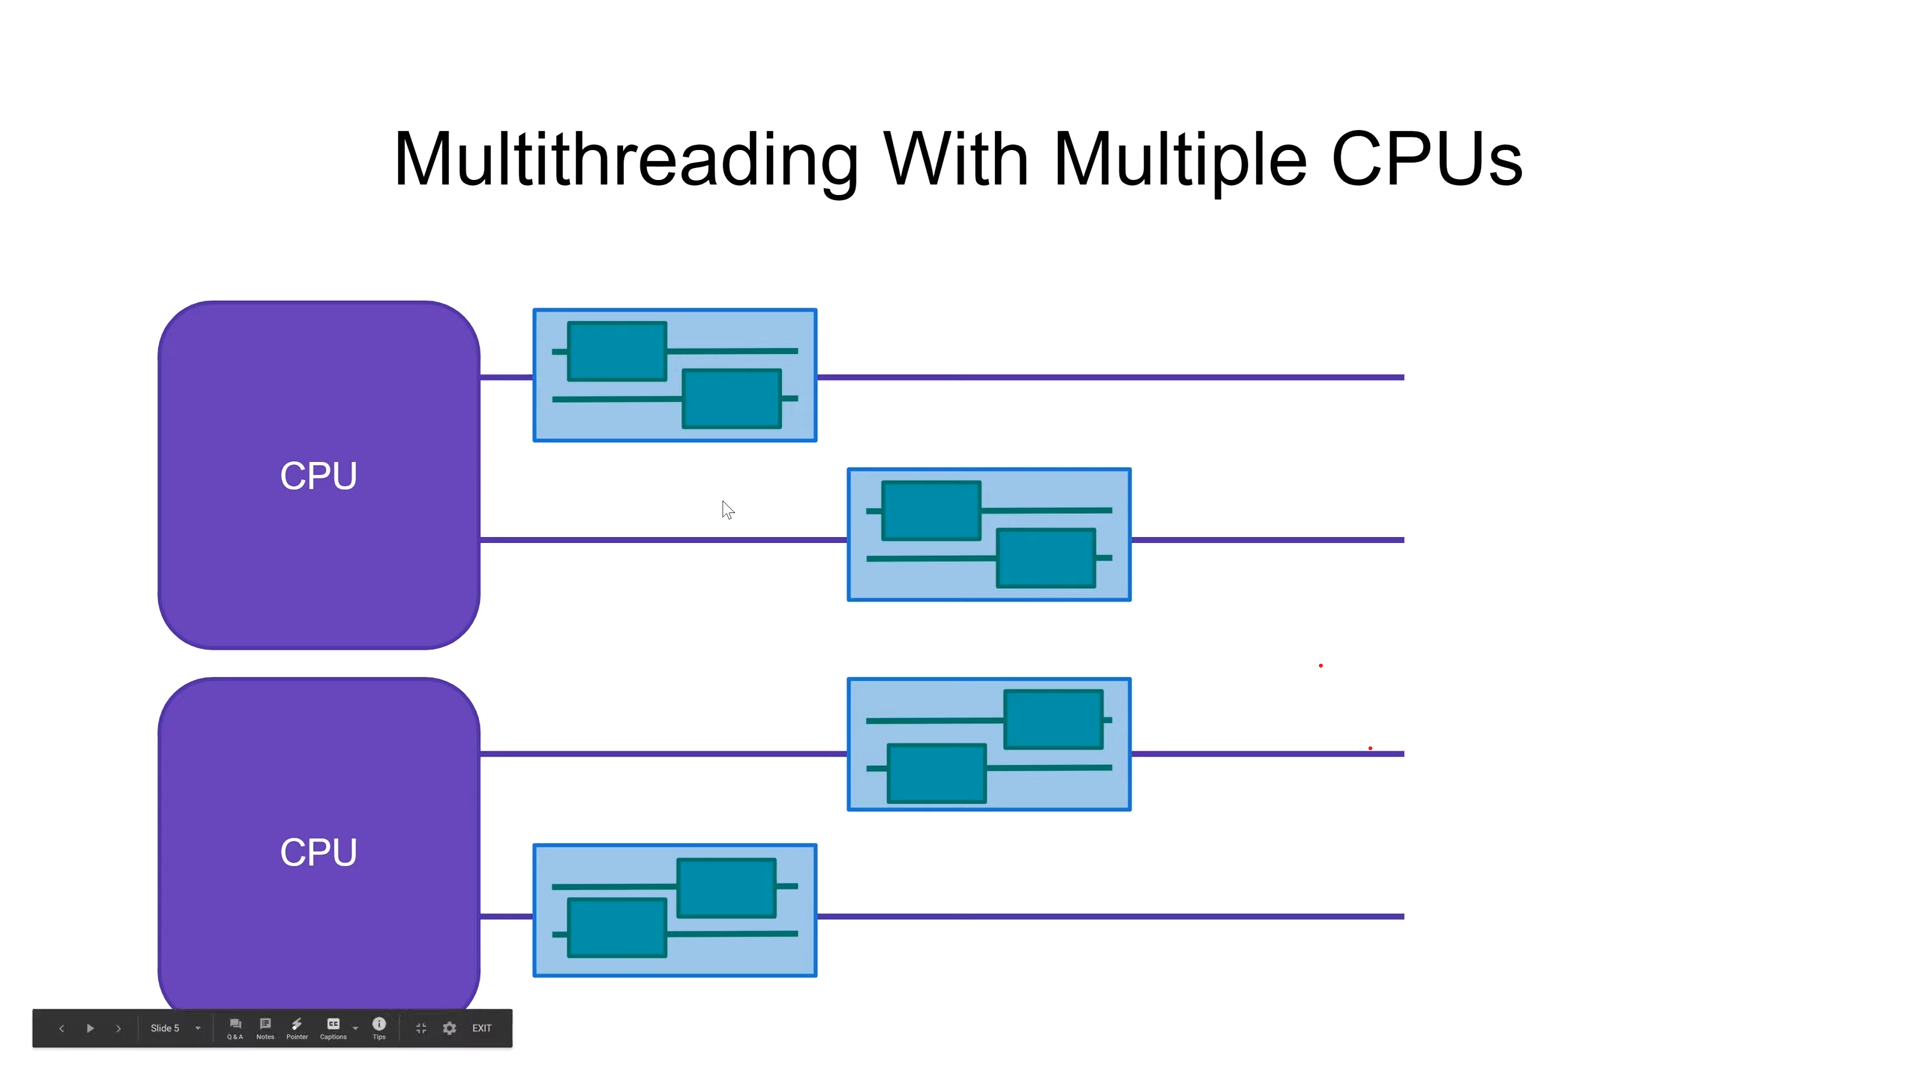 Multithreading With Multiple CPUs
CPU
CPU
Slide 5
Q & A
Notes
Pointer
Captions
Tips
EXIT